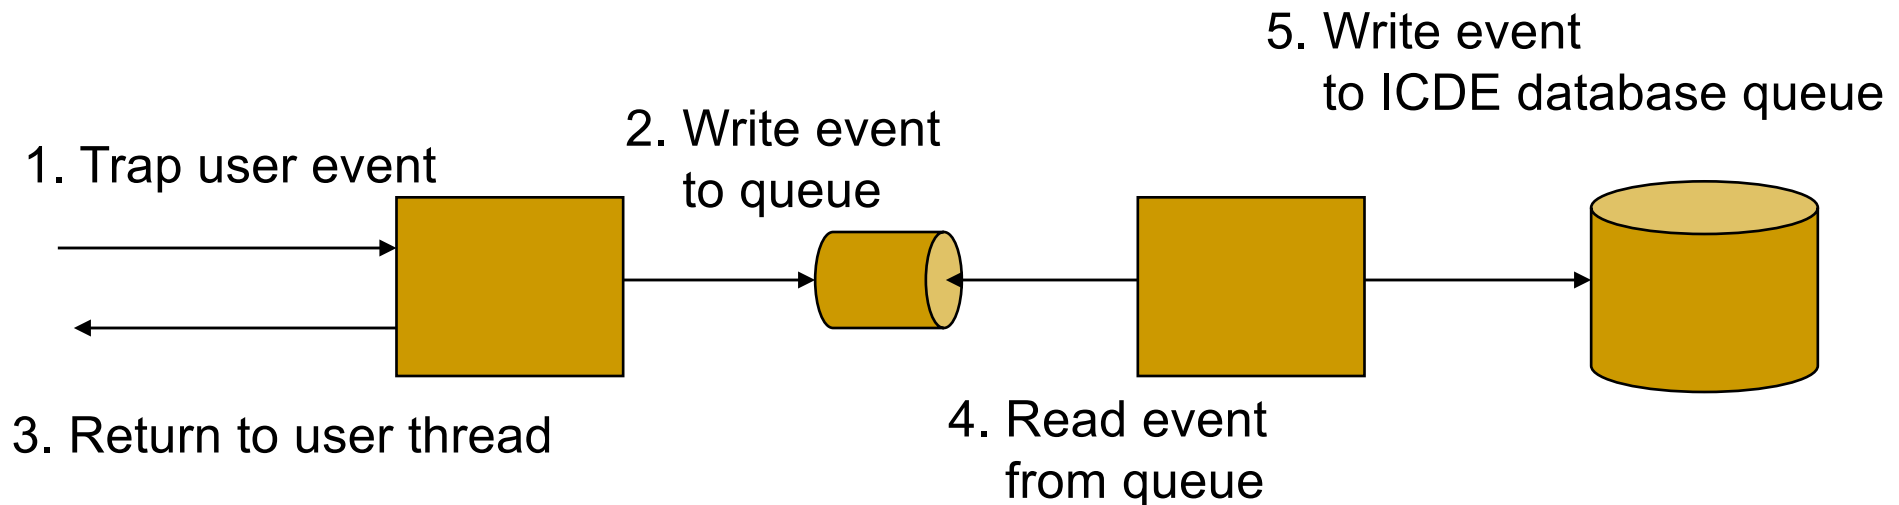 1. Trap user event
2. Write event
to queue
3. Return to user thread
4. Read event
from queue
5. Write event
to ICDE database queue